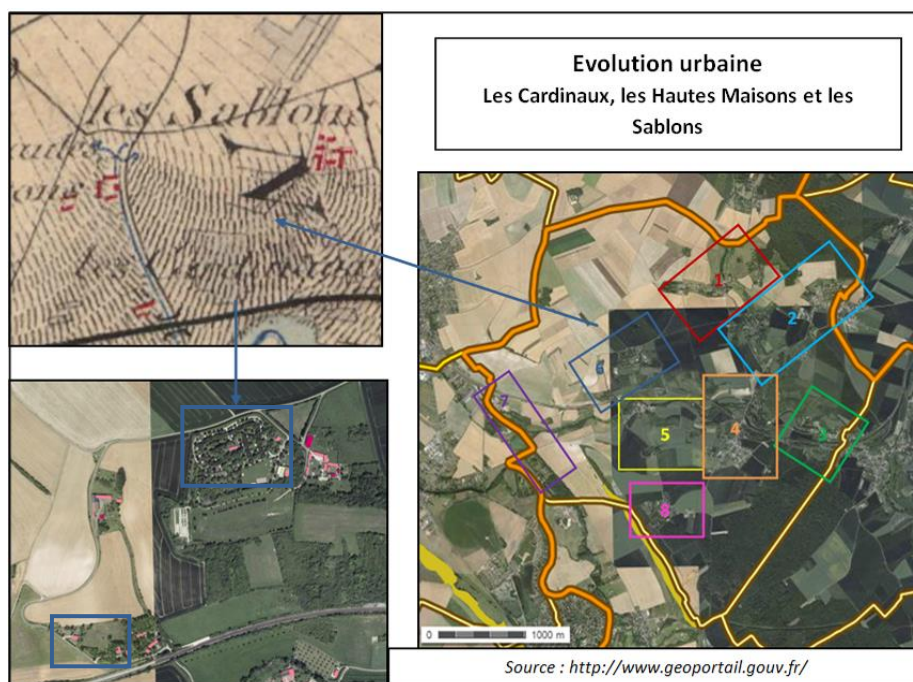 Evolution urbaine
Les Cardinaux, les Hautes Maisons et les
Sablons
les Sablons
1
2
6
7
5
4
3
8
0 1000 m
Source : http://www.geoportail.gouv.fr/